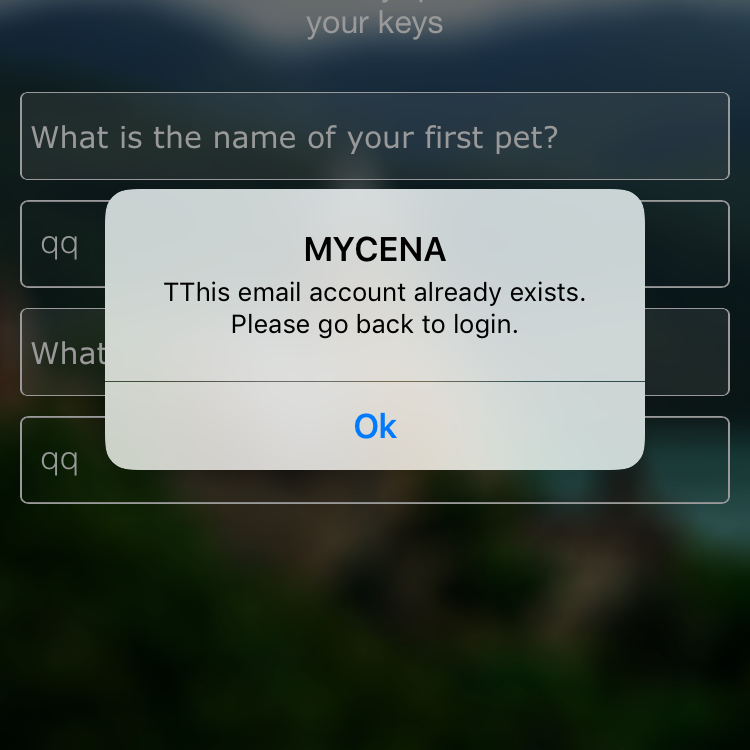 your keys
What is the name of your first pet?
qq
MYCENA
TThis email account already exists.
Please go back to login.
What
Ok
qq